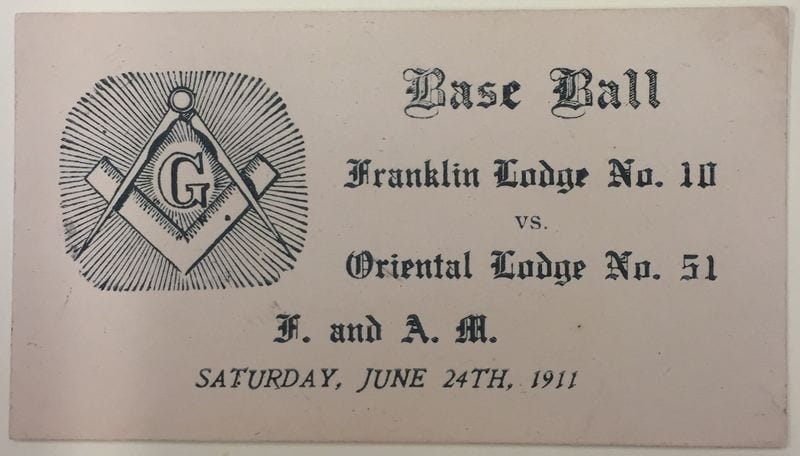 G
Base Ball
Franklin Lodge No. 10
vs.
Oriental Lodge No. 51
F. and A. M.
SATURDAY, JUNE 24TH, 1911